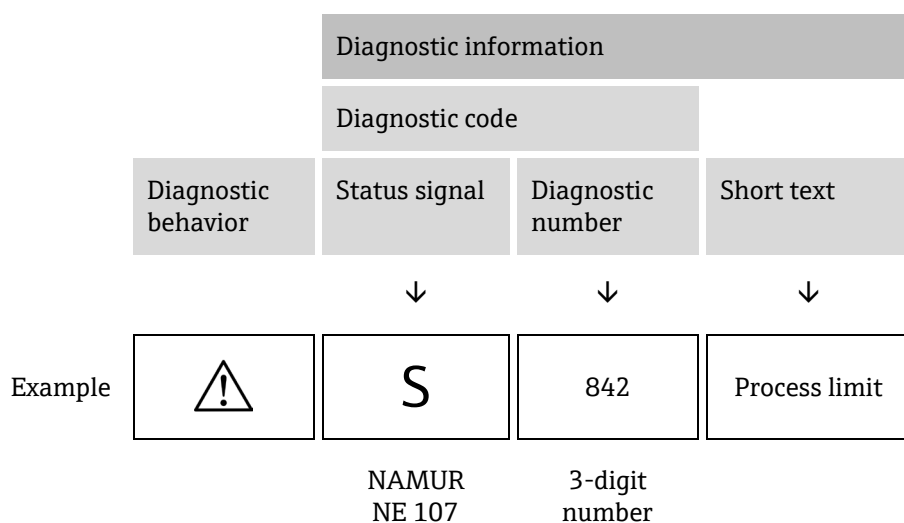 Diagnostic information
Diagnostic code
Diagnostic behavior
Status signal
Diagnostic number
Short text
Example
S
842
Process limit
NAMUR
NE 107
3-digit
number